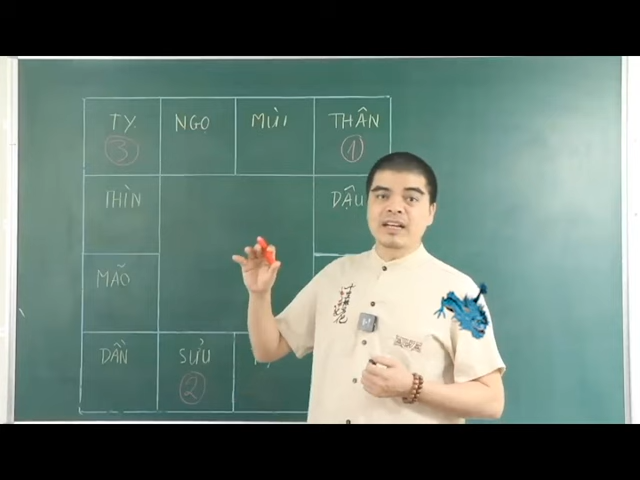 TỴ NGỌ MÙI THÂN
3 1
THÌN DẬU
MÃO
DẦN SỬU
2